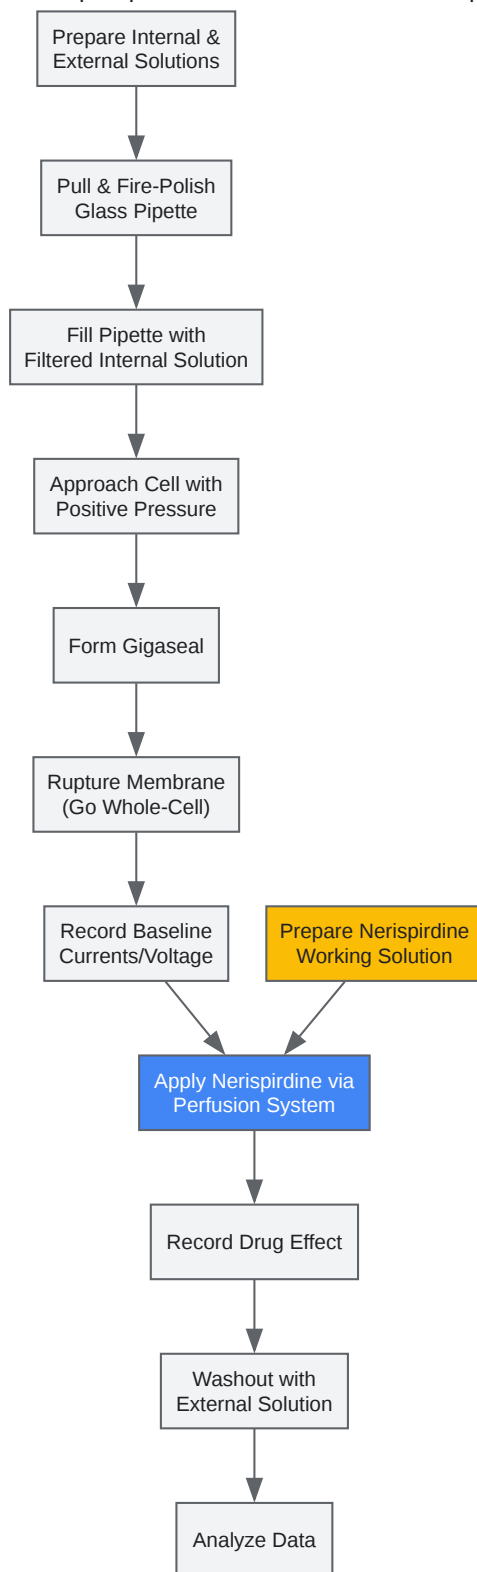 Prepare Internal &
External Solutions
Pull & Fire-Polish
Glass Pipette
Fill Pipette with
Filtered Internal Solution
Approach Cell with
Positive Pressure
Form Gigaseal
Rupture Membrane
(Go Whole-Cell)
Record Baseline
Currents/Voltage
Prepare Nerispirdine
Working Solution
Apply Nerispirdine via
Perfusion System
Record Drug Effect
Washout with
External Solution
Analyze Data